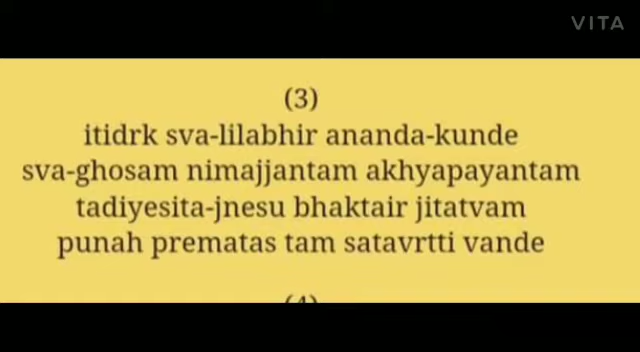 VITA
(3)
itidrk sva-lilabhir ananda-kunde
sva-ghosam nimajjantam akhyapayantam
tadiyesita-jnesu bhaktair jitatvam
punah prematas tam satavrtti vande